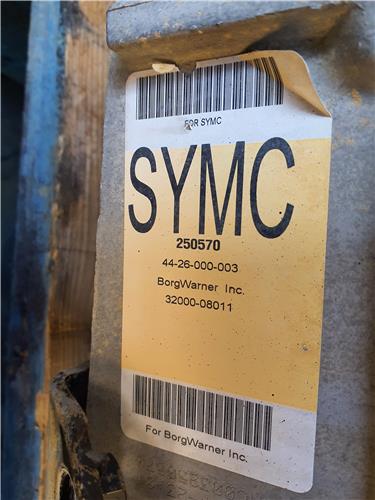 FOR SYMC
SYMC
250570
44-26-000-003
BorgWarner Inc.
32000-08011
For BorgWarner Inc.